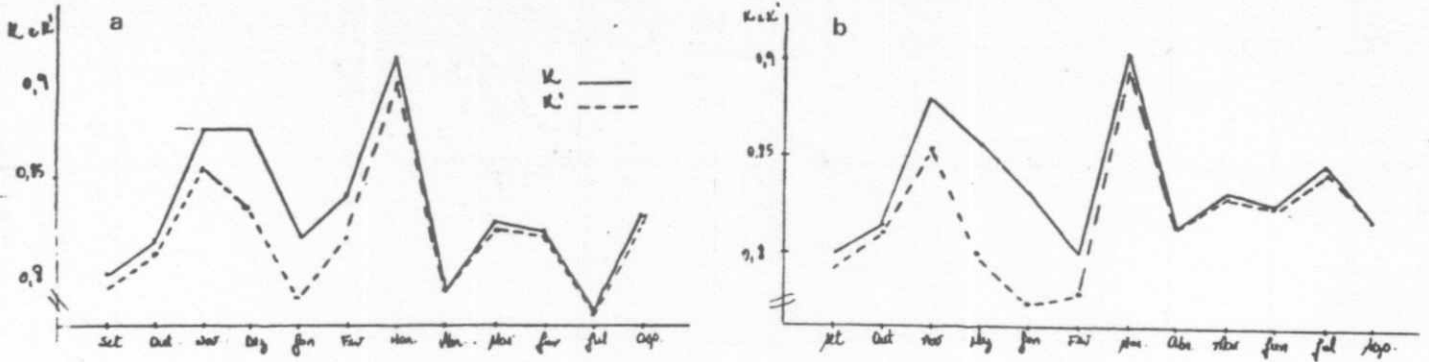 a
K e K'
0,9
0,85
0,8
K
K'
Set Out Nov Dez Jan Fev Mar. Abr. Mai Jun Jul Ago.
b
K e K'
0,9
0,85
0,8
Set Out Nov Dez Jan Fev Mar. Abr. Mai Jun Jul Ago.